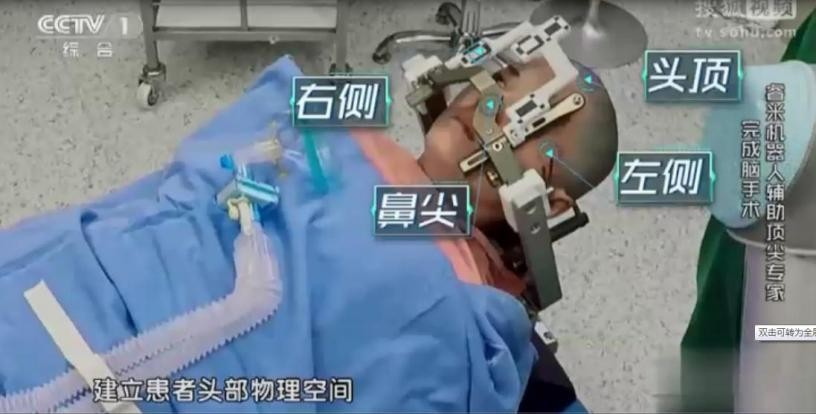 CCTV 1
综合
搜狐视频
tv.sohu.com
右侧
头顶
左侧
鼻尖
睿米机器人辅助顶尖专家
完成脑手术
建立患者头部物理空间
双击可转为全屏